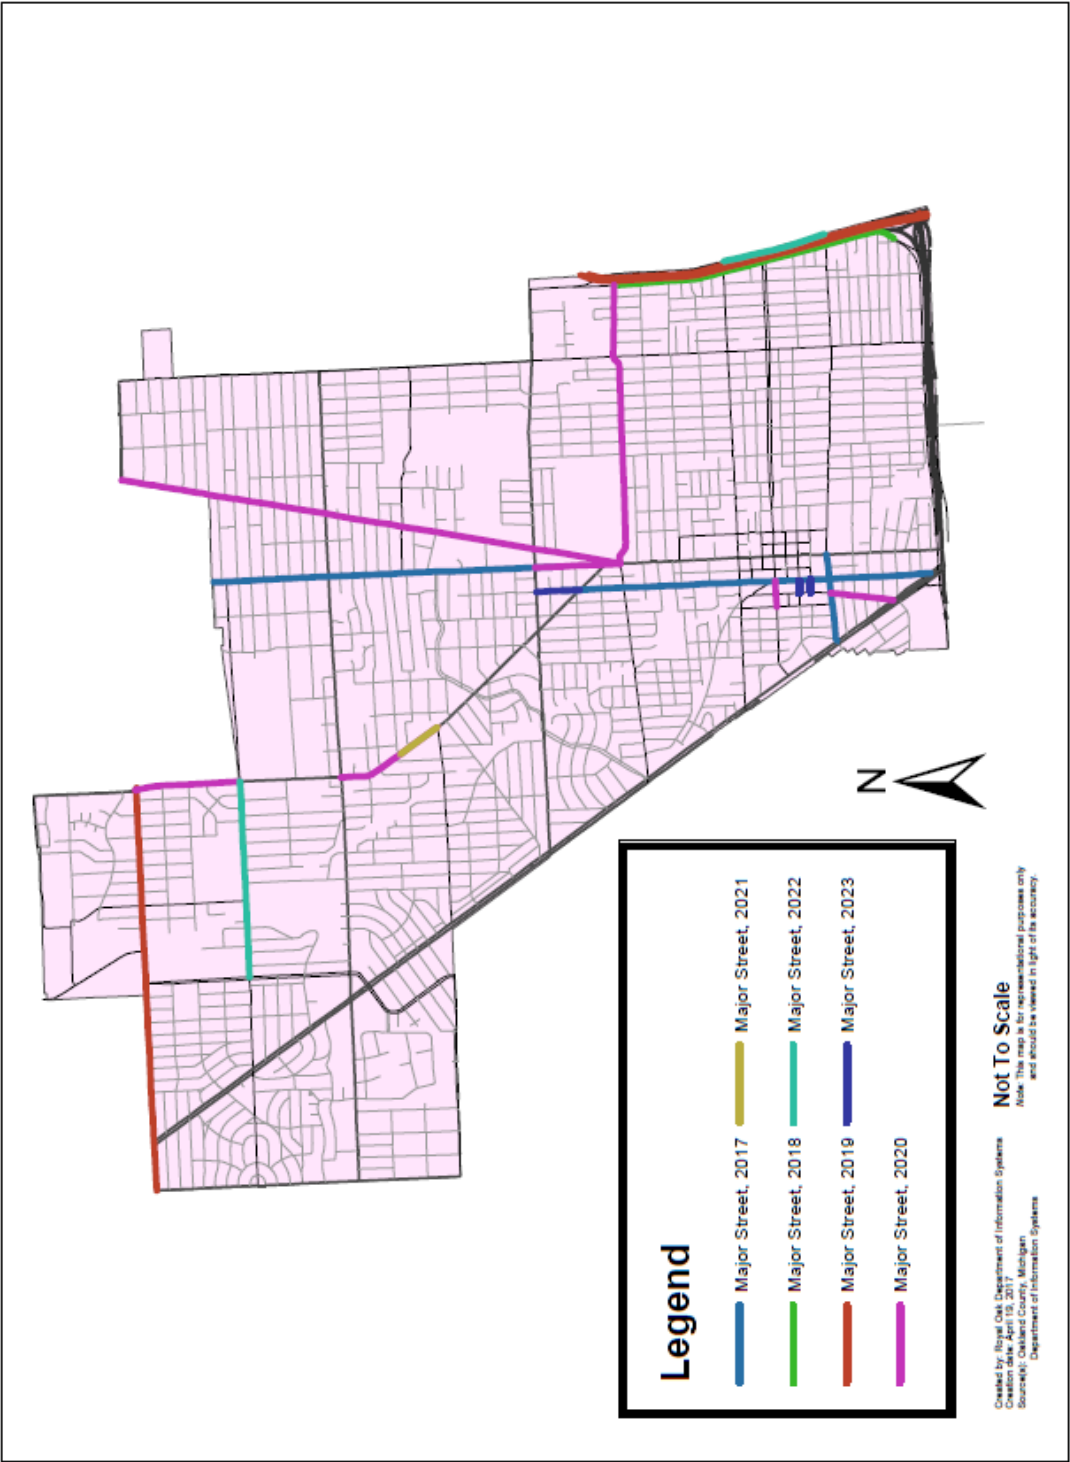 N
Legend
Major Street, 2017
Major Street, 2018
Major Street, 2019
Major Street, 2020
Major Street, 2021
Major Street, 2022
Major Street, 2023
Created by: Royal Oak Department of Information Systems
Creation date: April 19, 2017
Source(s): Oakland County, Michigan
Department of Information Systems
Not To Scale
Note: This map is for representational purposes only
and should be viewed in light of its accuracy.